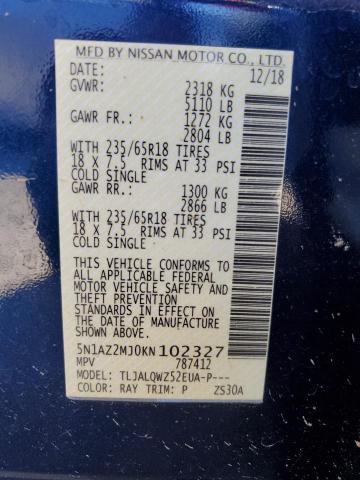 MFD BY NISSAN MOTOR CO., LTD.
DATE: 12/18
GVWR: 2318 KG
5110 LB
GAWR FR.: 1272 KG
2804 LB
WITH 235/65R18 TIRES
18 X 7.5 RIMS AT 33 PSI
COLD SINGLE
GAWR RR.: 1300 KG
2866 LB
WITH 235/65R18 TIRES
18 X 7.5 RIMS AT 33 PSI
COLD SINGLE
THIS VEHICLE CONFORMS TO
ALL APPLICABLE FEDERAL
MOTOR VEHICLE SAFETY AND
THEFT PREVENTION
STANDARDS IN EFFECT ON THE
DATE OF MANUFACTURE
SHOWN ABOVE.
5N1AZ2MJ0KN102327
MPV 787412
MODEL: TLJALQWZ52EUA-P---
COLOR: RAY TRIM: P ZS30A